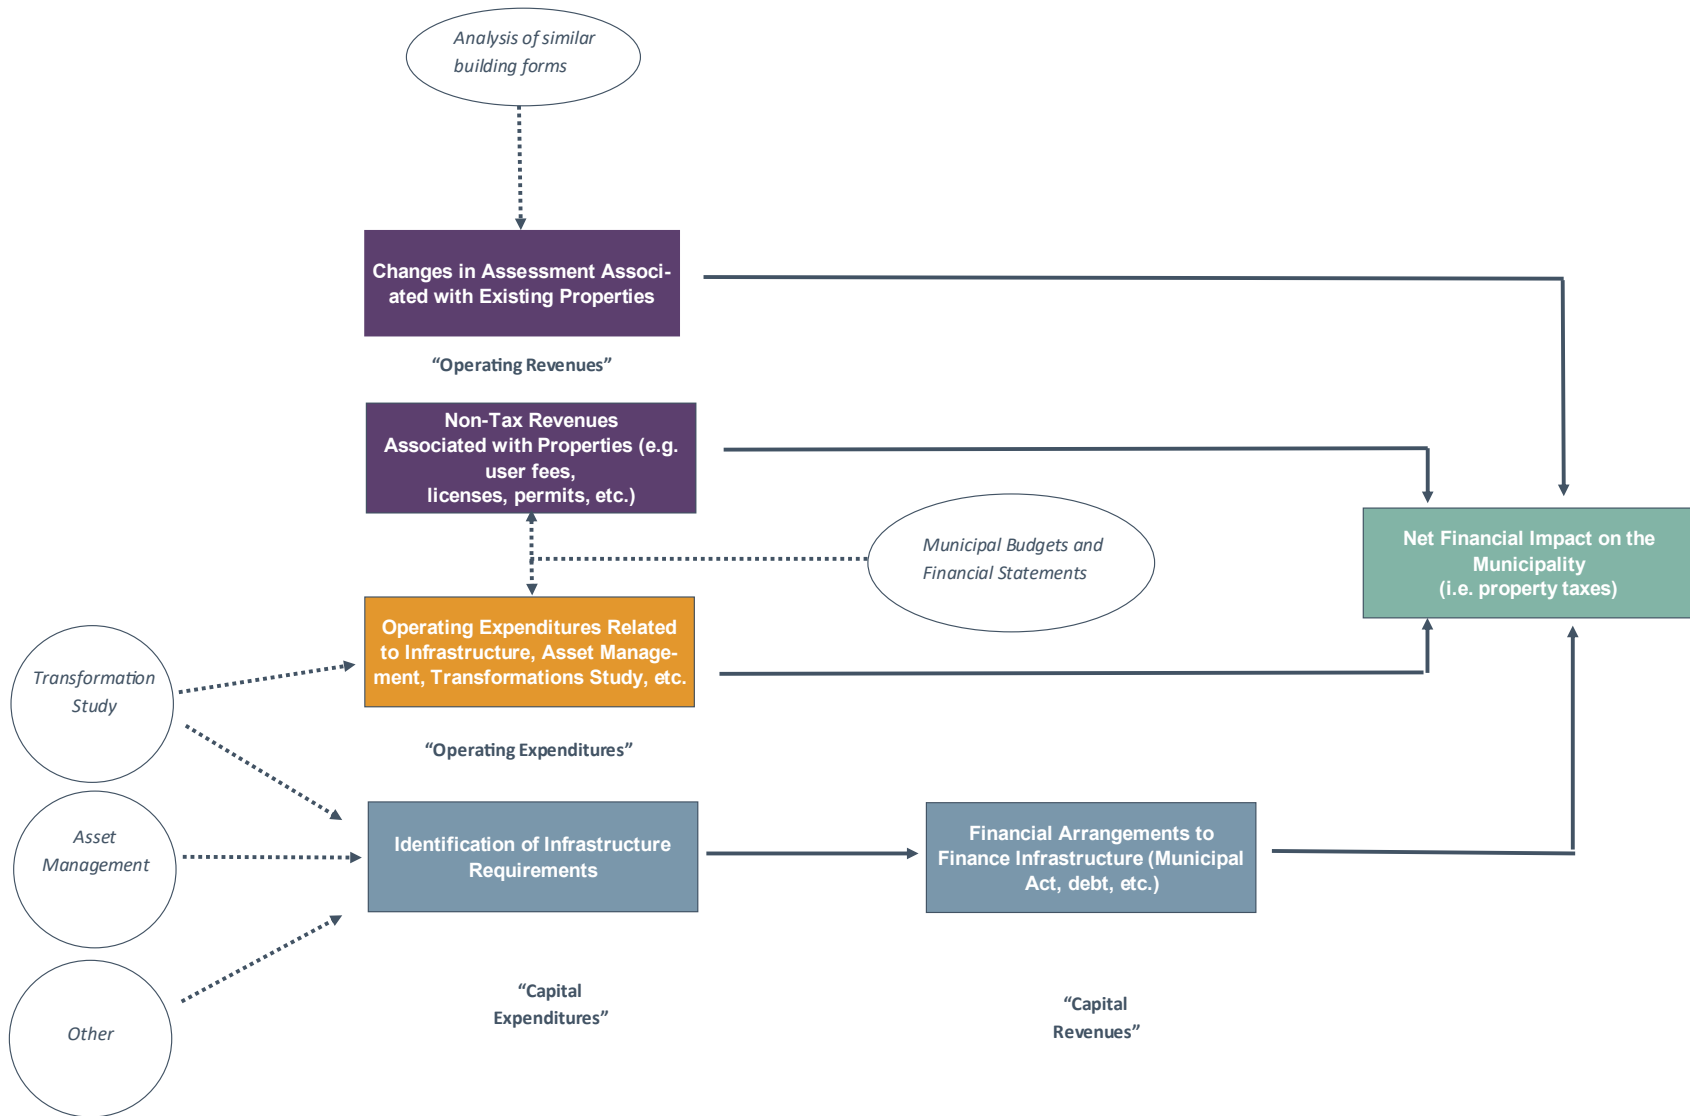 Analysis of similar
building forms
Changes in Assessment Associ-
ated with Existing Properties
“Operating Revenues”
Non-Tax Revenues
Associated with Properties (e.g.
user fees,
licenses, permits, etc.)
Municipal Budgets and
Financial Statements
Net Financial Impact on the
Municipality
(i.e. property taxes)
Operating Expenditures Related
to Infrastructure, Asset Manage-
ment, Transformations Study, etc.
Transformation
Study
“Operating Expenditures”
Asset
Management
Identification of Infrastructure
Requirements
Financial Arrangements to
Finance Infrastructure (Municipal
Act, debt, etc.)
Other
“Capital
Expenditures”
“Capital
Revenues”